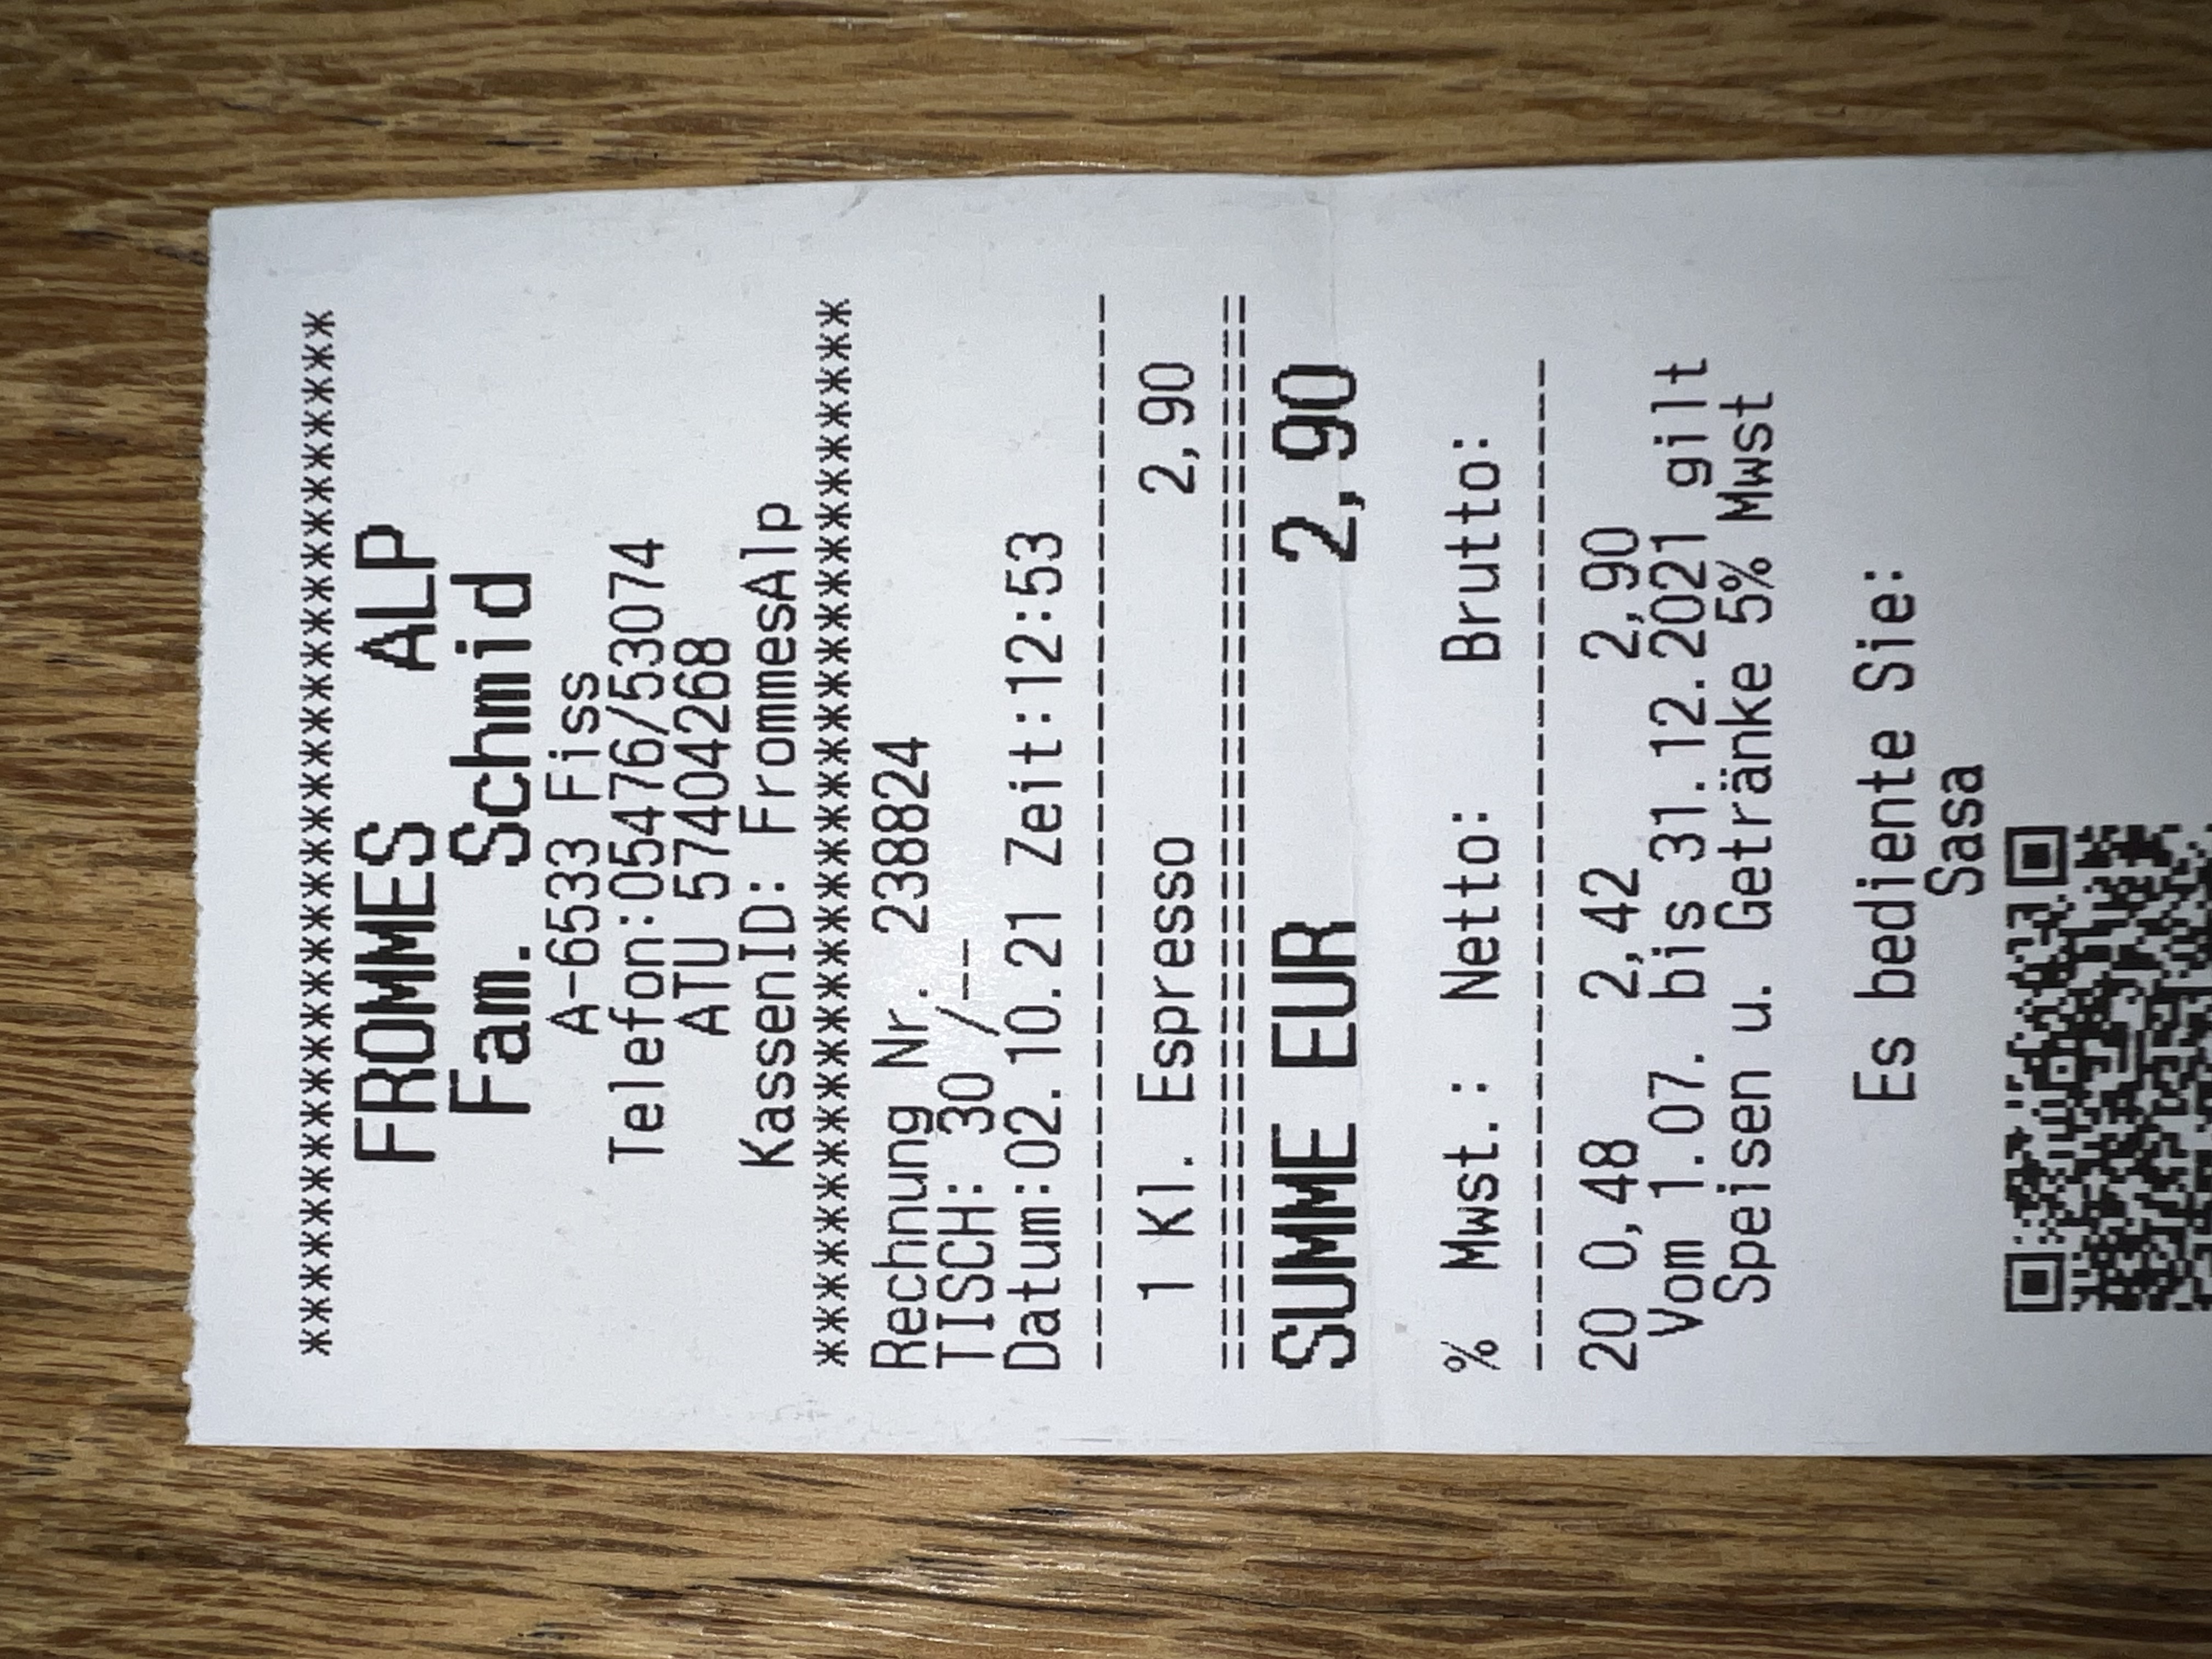 ********************************
FROMMES ALP
Fam. Schmid
A-6533 Fiss
Telefon:05476/53074
ATU 57404268
KassenID: FrommesAlp
********************************
Rechnung Nr. 238824
TISCH: 30 /--
Datum:02.10.21 Zeit:12:53
--------------------------------
1 Kl. Espresso 2,90
================================
SUMME EUR 2,90
% Mwst.: Netto: Brutto:
------------------------------
20 0,48 2,42 2,90
Vom 1.07. bis 31.12.2021 gilt
Speisen u. Getränke 5% Mwst
Es bediente Sie:
Sasa